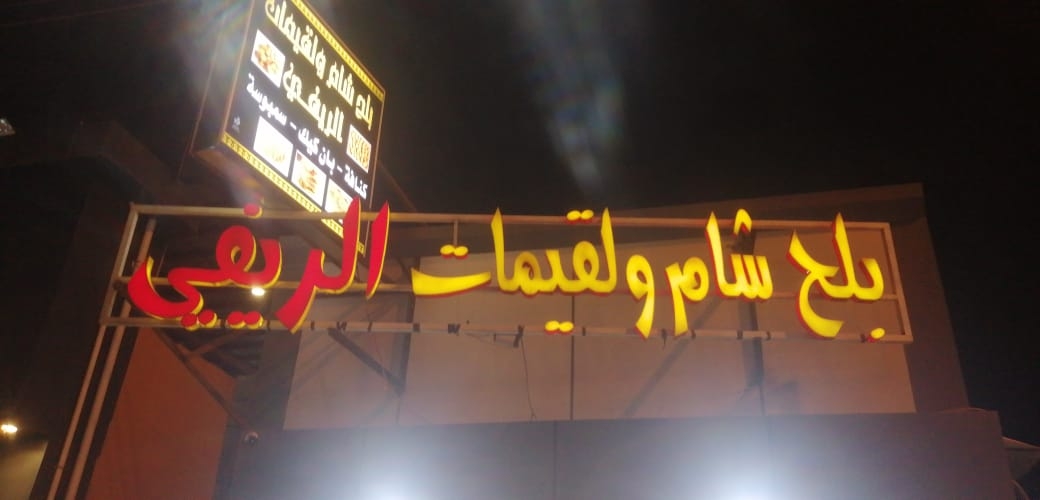 بلح شام ولقيمات
الريفي
كنافة - بان كيك - سمبوسة
بلح شام ولقيمات الريفي